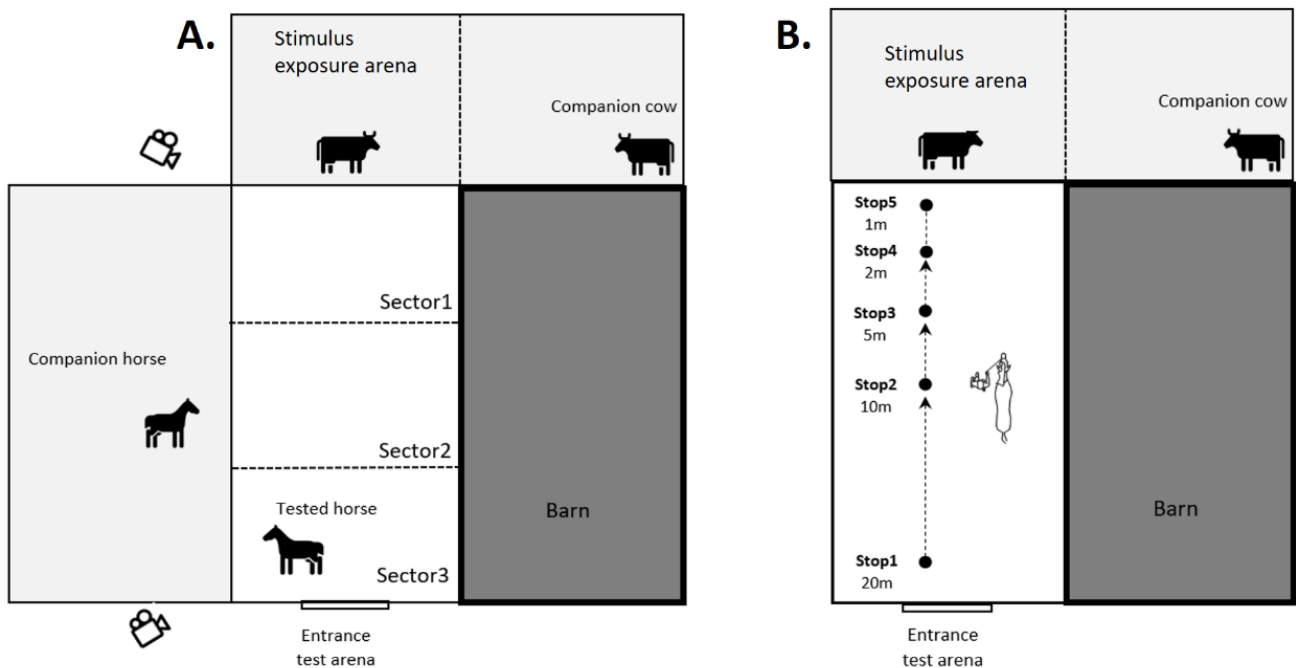 A.
Stimulus
exposure arena
Companion cow
Sector1
Companion horse
Sector2
Tested horse
Barn
Sector3
Entrance
test arena
B.
Stimulus
exposure arena
Companion cow
Stop5
1m
Stop4
2m
Stop3
5m
Stop2
10m
Barn
Stop1
20m
Entrance
test arena